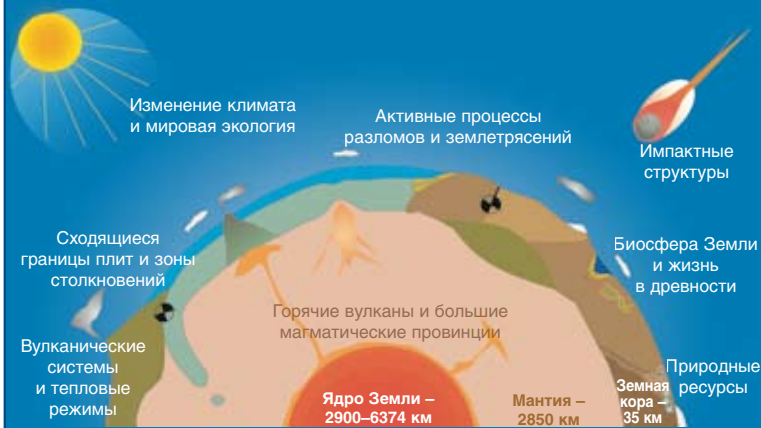 Изменение климата
и мировая экология
Активные процессы
разломов и землетрясений
Импактные
структуры
Сходящиеся
границы плит и зоны
столкновений
Биосфера Земли
и жизнь
в древности
Горячие вулканы и большие
магматические провинции
Вулканические
системы
и тепловые
режимы
Ядро Земли –
2900–6374 км
Мантия –
2850 км
Земная
кора –
35 км
Природные
ресурсы